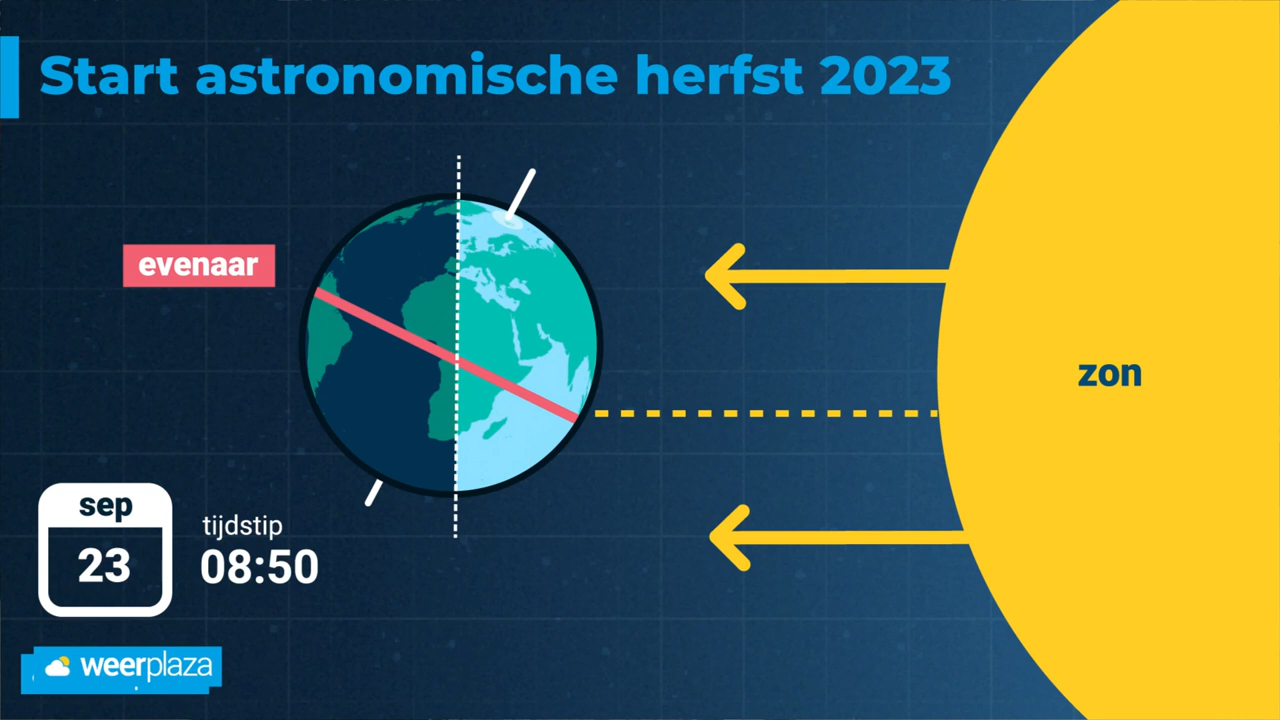 Start astronomische herfst 2023
evenaar
zon
sep
23
tijdstip
08:50
weerplaza